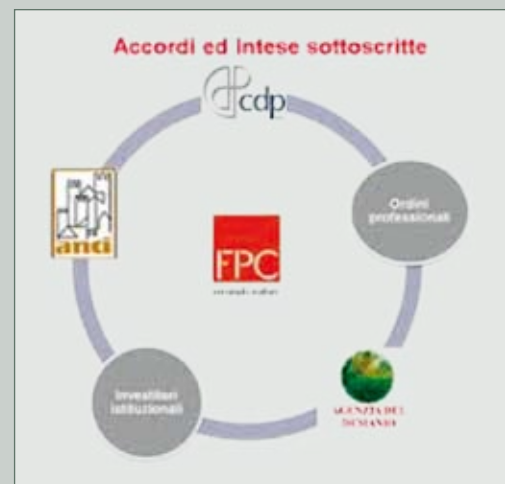 Accordi ed Intese sottoscritte
cdp
Ordini
professionali
anci
FPC
AGENZIA DEL
DEMANIO
Investitori
istituzionali